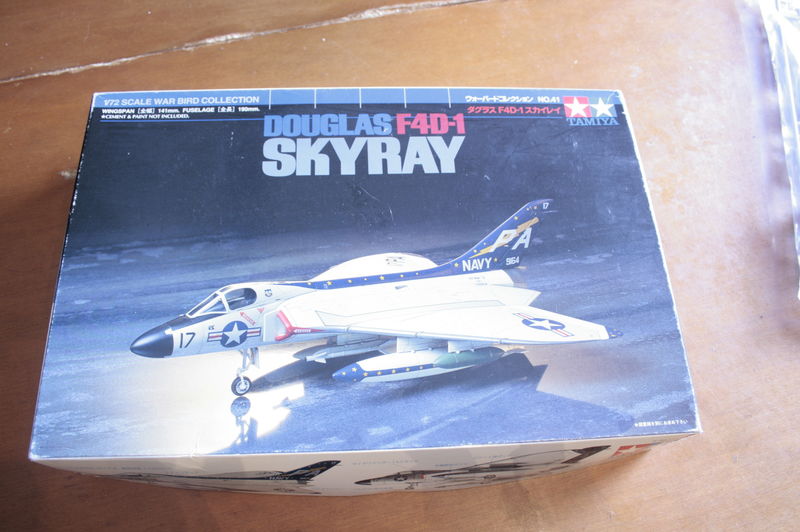 1/72 SCALE WAR BIRD COLLECTION
WINGSPAN [全幅] 141mm. FUSELAGE [全長] 190mm.
★CEMENT & PAINT NOT INCLUDED.
ウォーバードコレクション NO.41
ダグラス F4D-1 スカイレイ
TAMIYA
DOUGLAS F4D-1
SKYRAY
17
PA
NAVY
9164
17
NAVY